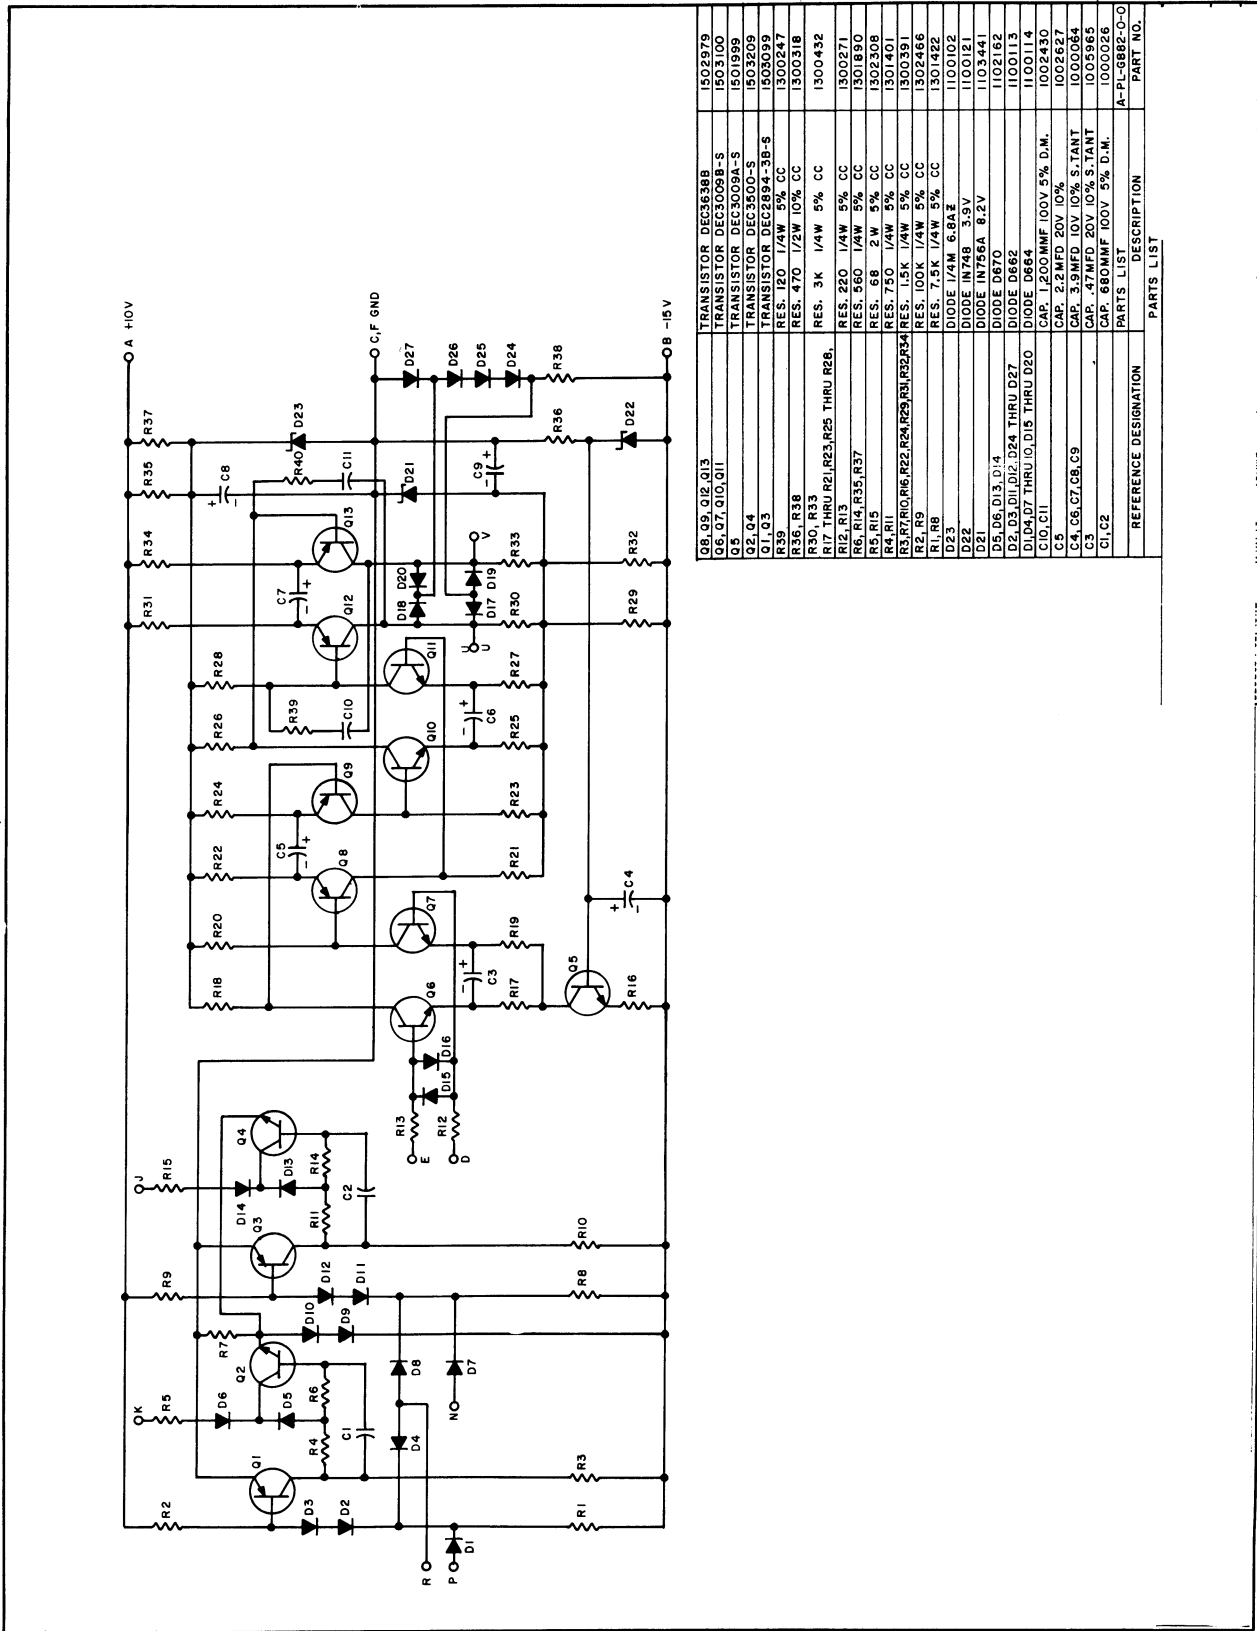 A +10V
K
J
R2
R5
R9
R15
R31
R34
R35
R37
R7
D6
D14
R18
R20
R22
R24
R26
R28
C8
Q1
Q2
Q3
Q4
D5
D13
C5
R39
C7
R40
D23
D3
R4
R6
D10
D12
R11
R14
Q8
Q9
C10
Q12
Q13
C11
D2
C1
D9
D11
C2
C,F GND
D4
D8
R13
Q6
Q7
Q10
Q11
D18
D20
D21
D27
R
E
D15
D16
R12
P
D1
N
D7
D
C3
C6
U
U
D17
D19
V
C9
D26
D25
D24
R17
R19
R21
R23
R25
R27
R30
R33
R36
R38
R1
R3
R8
R10
Q5
R16
C4
R29
R32
D22
B -15V
Q8, Q9, Q12, Q13 TRANSISTOR DEC3638B 1502979
Q6, Q7, Q10, Q11 TRANSISTOR DEC3009B-S 1503100
Q5 TRANSISTOR DEC3009A-S 1501999
Q2, Q4 TRANSISTOR DEC3500-S 1503209
Q1, Q3 TRANSISTOR DEC2894-3B-S 1503099
R39 RES. 120 1/4W 5% CC 1300247
R36, R38 RES. 470 1/2W 10% CC 1300318
R30, R33
R17 THRU R21,R23,R25 THRU R28, RES. 3K 1/4W 5% CC 1300432
R12, R13 RES. 220 1/4W 5% CC 1300271
R6, R14, R35, R37 RES. 560 1/4W 5% CC 1301890
R5, R15 RES. 68 2W 5% CC 1302308
R4, R11 RES. 750 1/4W 5% CC 1301401
R3,R7,R10,R16,R22,R24,R29,R31,R32,R34 RES. 1.5K 1/4W 5% CC 1300391
R2, R9 RES. 100K 1/4W 5% CC 1302466
R1, R8 RES. 7.5K 1/4W 5% CC 1301422
D23 DIODE 1/4M 6.8AZ 1100102
D22 DIODE IN748 3.9V 1100121
D21 DIODE IN756A 8.2V 1103441
D5, D6, D13, D14 DIODE D670 1102162
D2, D3, D11, D12, D24 THRU D27 DIODE D662 1100113
D1, D4, D7 THRU 10, D15 THRU D20 DIODE D664 1100114
C10, C11 CAP. 1,200MMF 100V 5% D.M. 1002430
C5 CAP. 2.2MFD 20V 10% 1002627
C4, C6, C7, C8, C9 CAP. 3.9MFD 10V 10% S.TANT 1000064
C3 CAP. .47MFD 20V 10% S.TANT 1005965
C1, C2 CAP. 680MMF 100V 5% D.M. 1000026
PARTS LIST A-PL-G882-0-0
REFERENCE DESIGNATION DESCRIPTION PART NO.
PARTS LIST